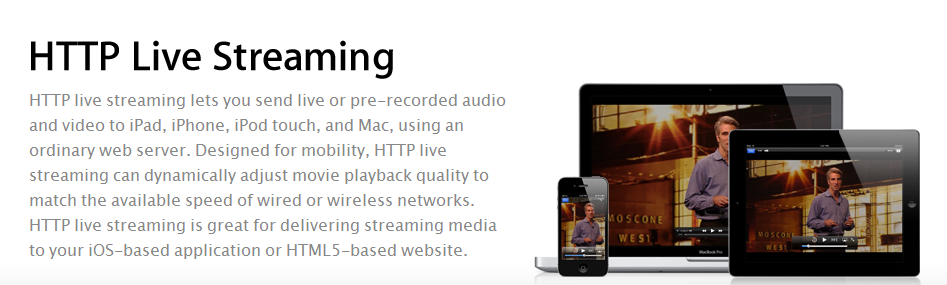 HTTP Live Streaming
HTTP live streaming lets you send live or pre-recorded audio
and video to iPad, iPhone, iPod touch, and Mac, using an
ordinary web server. Designed for mobility, HTTP live
streaming can dynamically adjust movie playback quality to
match the available speed of wired or wireless networks.
HTTP live streaming is great for delivering streaming media
to your iOS-based application or HTML5-based website.
MOSCONE
WEST
MacBook Pro